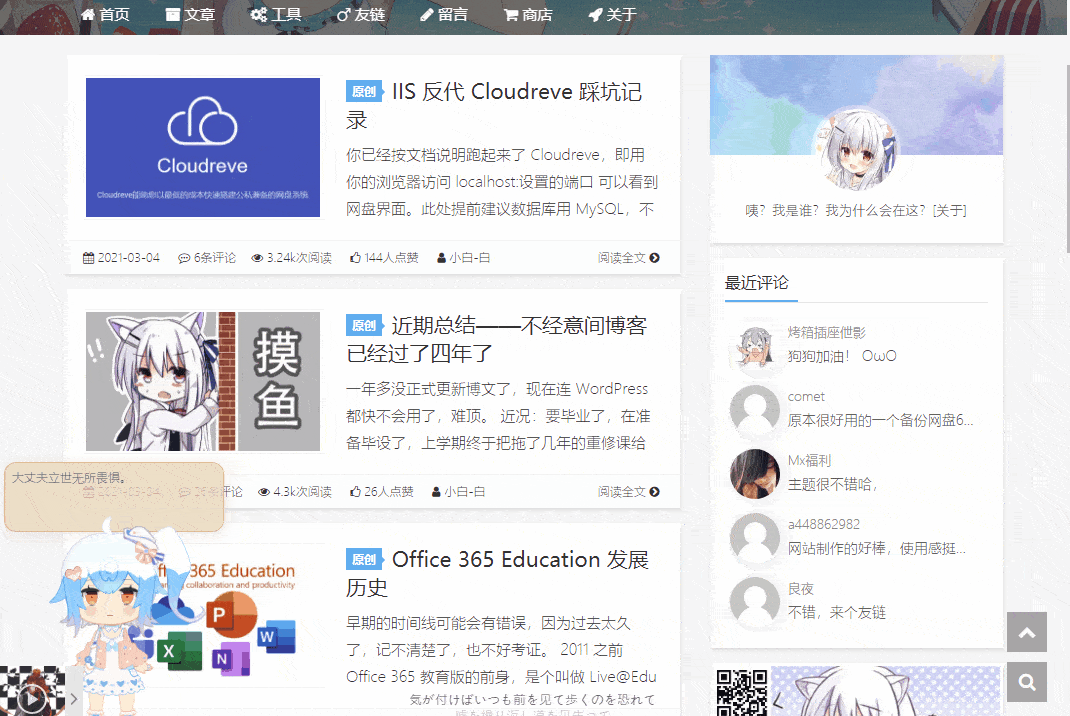 首页 文章 工具 友链 留言 商店 关于
Cloudreve
Cloudreve能助您以最低的成本快速搭建公私兼备的网盘系统
原创 IIS 反代 Cloudreve 踩坑记
录
你已经按文档说明跑起来了 Cloudreve，即用
你的浏览器访问 localhost:设置的端口 可以看到
网盘界面。此处提前建议数据库用 MySQL，不
2021-03-04 6条评论 3.24k次阅读 144人点赞 小白-白 阅读全文
摸
鱼
原创 近期总结——不经意间博客
已经过了四年了
一年多没正式更新博文了，现在连 WordPress
都快不会用了，难顶。 近况：要毕业了，在准
备毕设了，上学期终于把拖了几年的重修课给
大丈夫立世无所畏惧。
2021-03-04 26条评论 4.3k次阅读 26人点赞 小白-白 阅读全文
365 Education
collaboration and productivity
P
X
W
N
原创 Office 365 Education 发展
历史
早期的时间线可能会有错误，因为过去太久
了，记不清楚了，也不好考证。 2011 之前
Office 365 教育版的前身，是个叫做 Live@Edu
気が付けばいつも前を見て歩くのを恐れて
咦？我是谁？我为什么会在这？[关于]
最近评论
烤箱插座伳影
狗狗加油！ OωO
comet
原本很好用的一个备份网盘6...
Mx福利
主题很不错哈，
a448862982
网站制作的好棒，使用感挺...
良夜
不错，来个友链